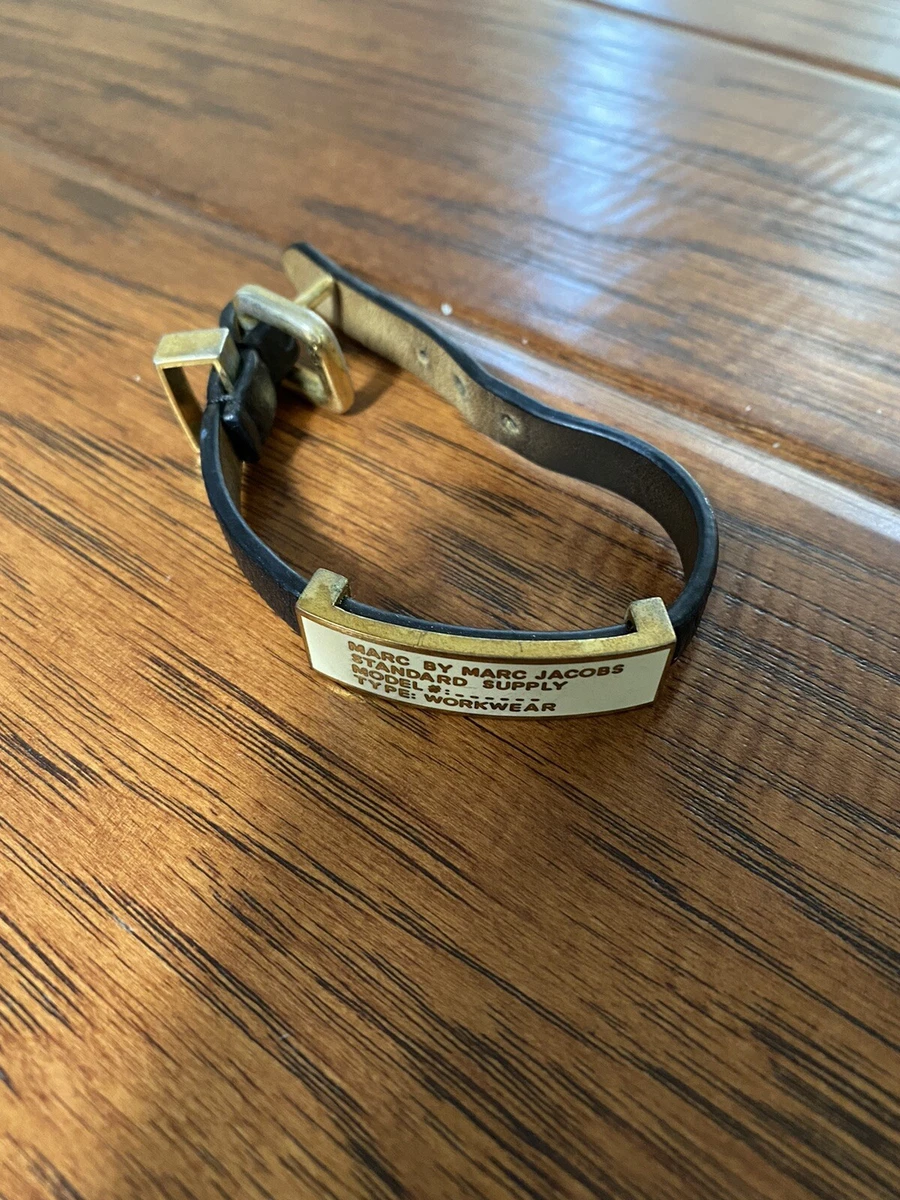 MARC BY MARC JACOBS
STANDARD SUPPLY
MODEL #: _ _ _ _ _ _
TYPE: WORKWEAR